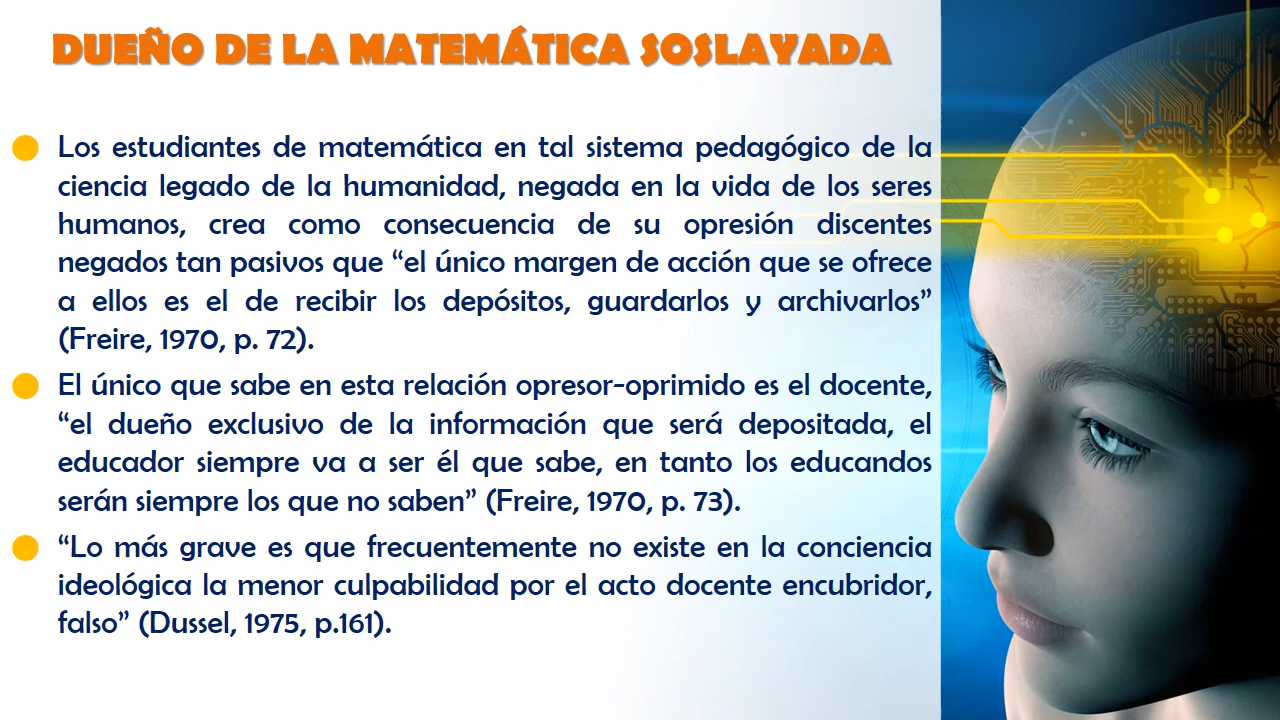 DUEÑO DE LA MATEMÁTICA SOSLAYADA
Los estudiantes de matemática en tal sistema pedagógico de la
ciencia legado de la humanidad, negada en la vida de los seres
humanos, crea como consecuencia de su opresión discentes
negados tan pasivos que “el único margen de acción que se ofrece
a ellos es el de recibir los depósitos, guardarlos y archivarlos”
(Freire, 1970, p. 72).
El único que sabe en esta relación opresor-oprimido es el docente,
“el dueño exclusivo de la información que será depositada, el
educador siempre va a ser él que sabe, en tanto los educandos
serán siempre los que no saben” (Freire, 1970, p. 73).
“Lo más grave es que frecuentemente no existe en la conciencia
ideológica la menor culpabilidad por el acto docente encubridor,
falso” (Dussel, 1975, p.161).